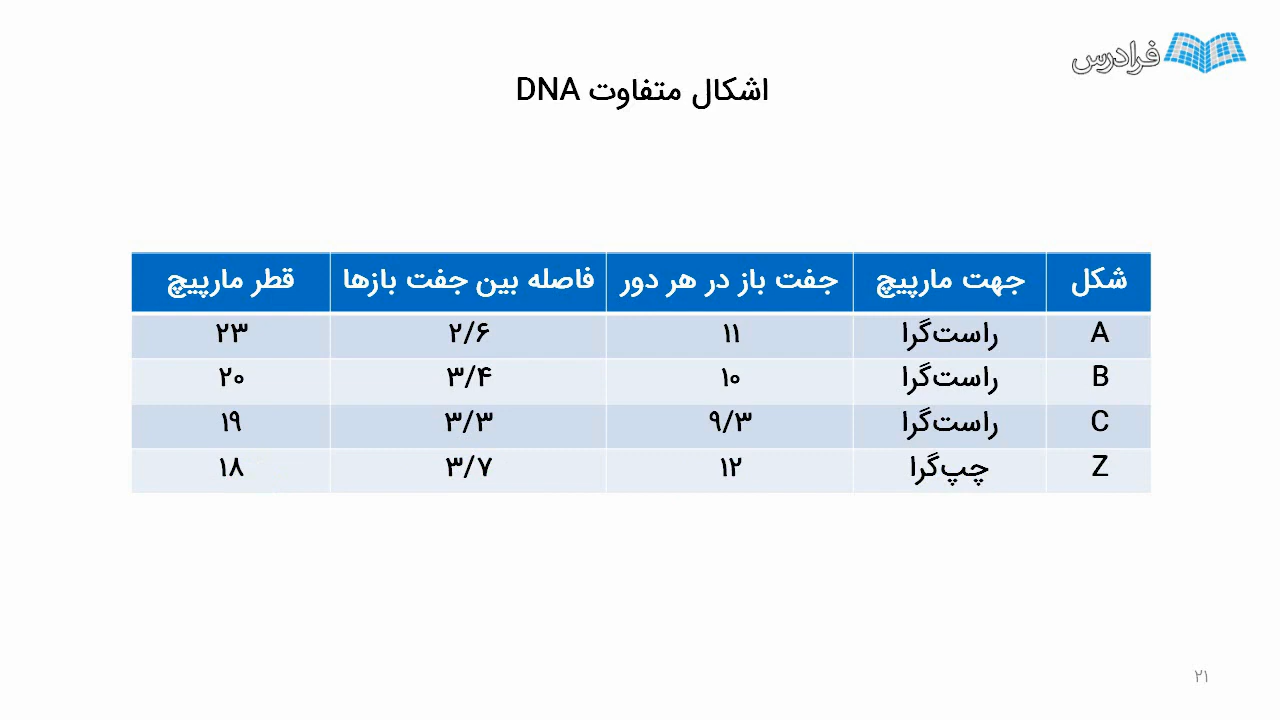 فرادرس
اشکال متفاوت DNA
شکل جهت مارپیچ جفت باز در هر دور فاصله بین جفت بازها قطر مارپیچ
A راست‌گرا ۱۱ ۲/۶ ۲۳
B راست‌گرا ۱۰ ۳/۴ ۲۰
C راست‌گرا ۹/۳ ۳/۳ ۱۹
Z چپ‌گرا ۱۲ ۳/۷ ۱۸
۲۱